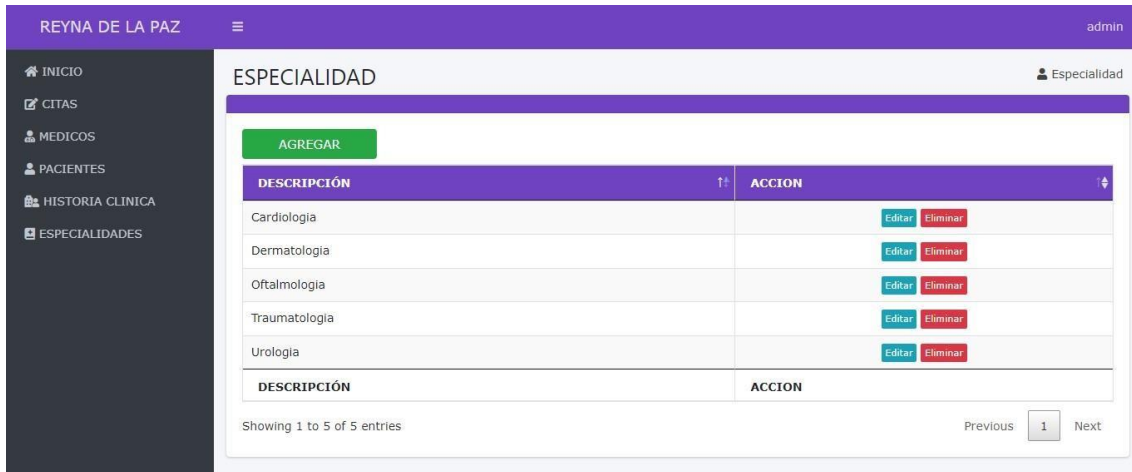 REYNA DE LA PAZ
admin
INICIO
CITAS
MEDICOS
PACIENTES
HISTORIA CLINICA
ESPECIALIDADES
ESPECIALIDAD
Especialidad
AGREGAR
DESCRIPCIÓN ACCION
Cardiologia Editar Eliminar
Dermatologia Editar Eliminar
Oftalmologia Editar Eliminar
Traumatologia Editar Eliminar
Urologia Editar Eliminar
DESCRIPCIÓN ACCION
Showing 1 to 5 of 5 entries
Previous 1 Next